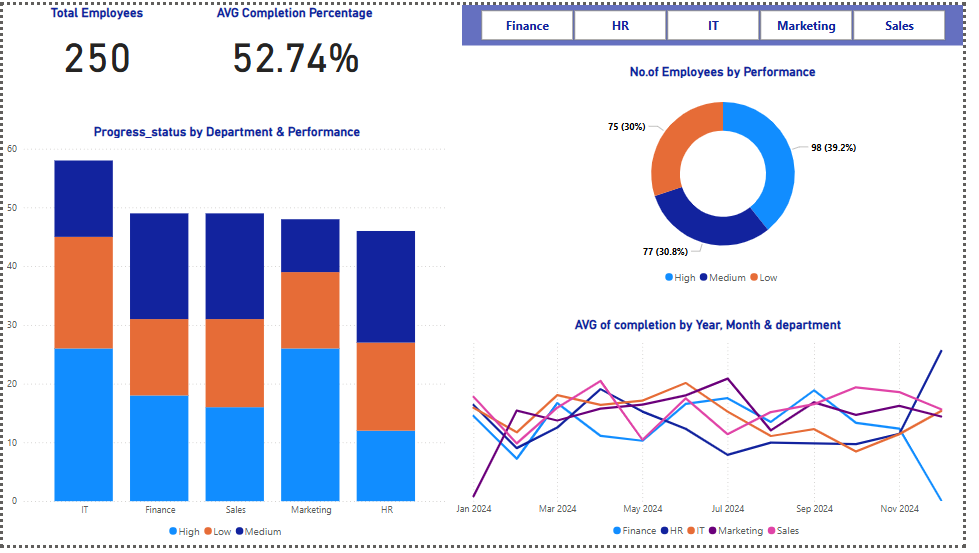 Total Employees
250
AVG Completion Percentage
52.74%
Finance HR IT Marketing Sales
Progress_status by Department & Performance
60
50
40
30
20
10
0
IT Finance Sales Marketing HR
High Low Medium
No.of Employees by Performance
75 (30%)
98 (39.2%)
77 (30.8%)
High Medium Low
AVG of completion by Year, Month & department
Jan 2024 Mar 2024 May 2024 Jul 2024 Sep 2024 Nov 2024
Finance HR IT Marketing Sales